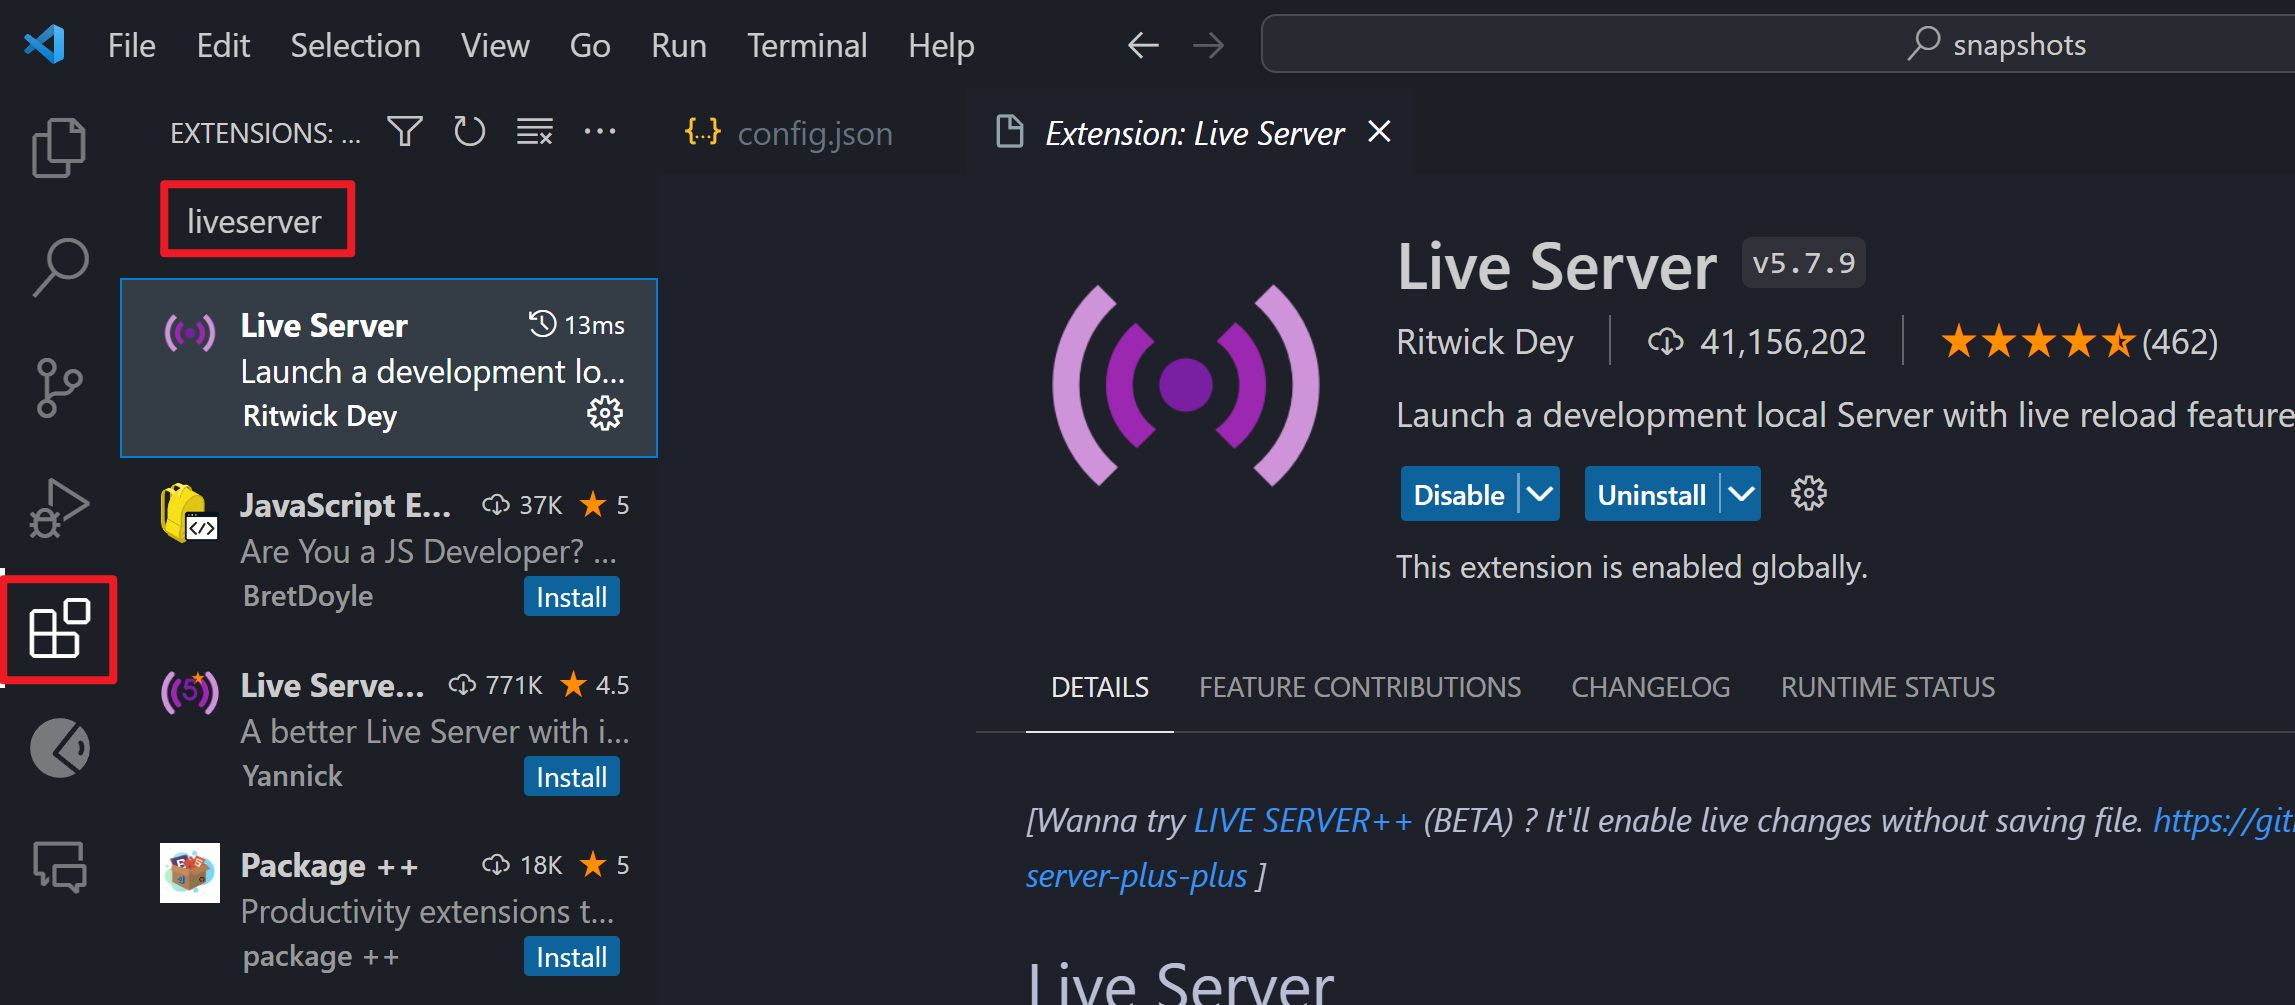 File Edit Selection View Go Run Terminal Help
snapshots
EXTENSIONS: ...
config.json
Extension: Live Server
liveserver
Live Server 13ms
Launch a development lo...
Ritwick Dey
JavaScript E... 37K 5
Are You a JS Developer? ...
BretDoyle
Install
Live Serve... 771K 4.5
A better Live Server with i...
Yannick
Install
Package ++ 18K 5
Productivity extensions t...
package ++
Install
Live Server v5.7.9
Ritwick Dey 41,156,202 (462)
Launch a development local Server with live reload feature
Disable Uninstall
This extension is enabled globally.
DETAILS FEATURE CONTRIBUTIONS CHANGELOG RUNTIME STATUS
[Wanna try LIVE SERVER++ (BETA) ? It'll enable live changes without saving file. https://git
server-plus-plus ]
Live Server